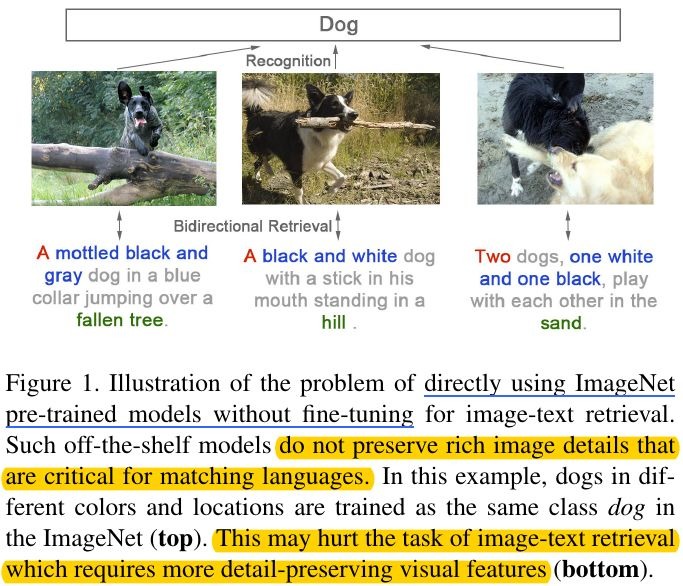 Dog
Recognition
Bidirectional Retrieval
A mottled black and
gray dog in a blue
collar jumping over a
fallen tree.
A black and white dog
with a stick in his
mouth standing in a
hill .
Two dogs, one white
and one black, play
with each other in the
sand.
Figure 1. Illustration of the problem of directly using ImageNet
pre-trained models without fine-tuning for image-text retrieval.
Such off-the-shelf models do not preserve rich image details that
are critical for matching languages. In this example, dogs in dif-
ferent colors and locations are trained as the same class dog in
the ImageNet (top). This may hurt the task of image-text retrieval
which requires more detail-preserving visual features (bottom).